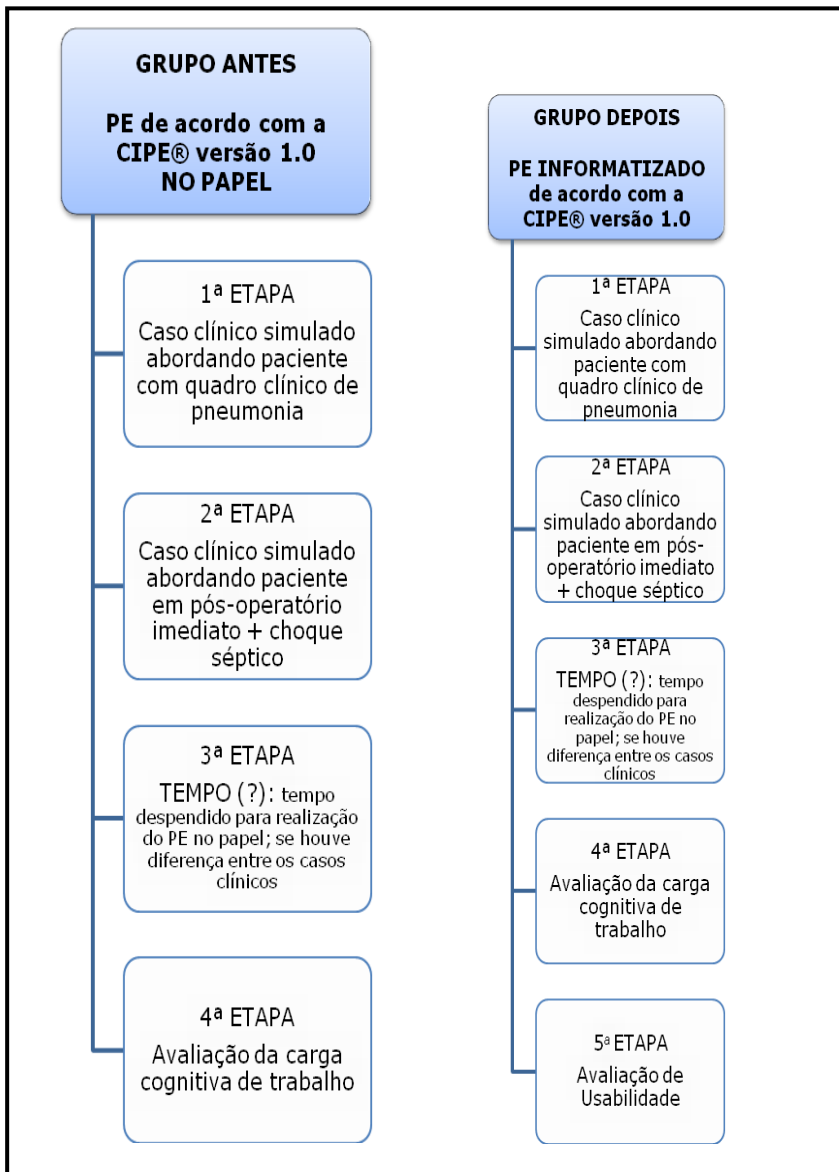 GRUPO ANTES
PE de acordo com a
CIPE® versão 1.0
NO PAPEL
1ª ETAPA
Caso clínico simulado
abordando paciente
com quadro clínico de
pneumonia
2ª ETAPA
Caso clínico simulado
abordando paciente
em pós-operatório
imediato + choque
séptico
3ª ETAPA
TEMPO (?): tempo
despendido para realização
do PE no papel; se houve
diferença entre os casos
clínicos
4ª ETAPA
Avaliação da carga
cognitiva de trabalho
GRUPO DEPOIS
PE INFORMATIZADO
de acordo com a
CIPE® versão 1.0
1ª ETAPA
Caso clínico
simulado abordando
paciente com
quadro clínico de
pneumonia
2ª ETAPA
Caso clínico
simulado abordando
paciente em pós-
operatório imediato
+ choque séptico
3ª ETAPA
TEMPO (?): tempo
despendido para
realização do PE no
papel; se houve
diferença entre os casos
clínicos
4ª ETAPA
Avaliação da carga
cognitiva de
trabalho
5ª ETAPA
Avaliação de
Usabilidade